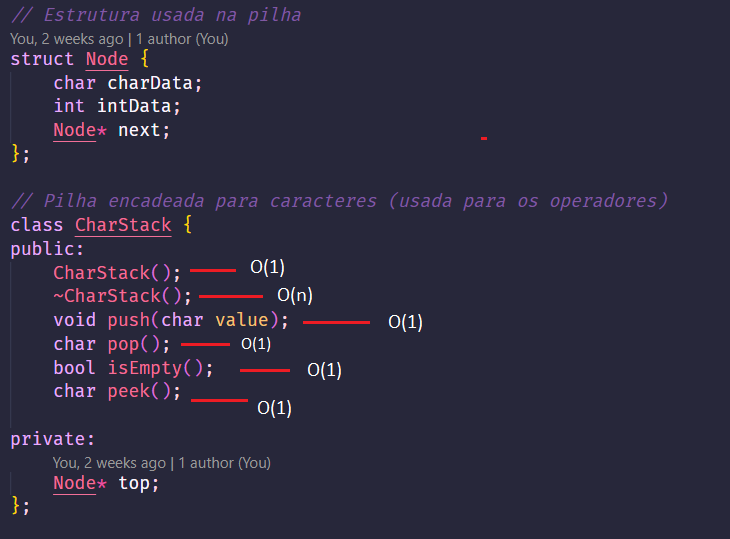 // Estrutura usada na pilha
You, 2 weeks ago | 1 author (You)
struct Node {
    char charData;
    int intData;
    Node* next;
};
// Pilha encadeada para caracteres (usada para os operadores)
class CharStack {
public:
    CharStack(); O(1)
    ~CharStack(); O(n)
    void push(char value); O(1)
    char pop(); O(1)
    bool isEmpty(); O(1)
    char peek(); O(1)
private:
    You, 2 weeks ago | 1 author (You)
    Node* top;
};